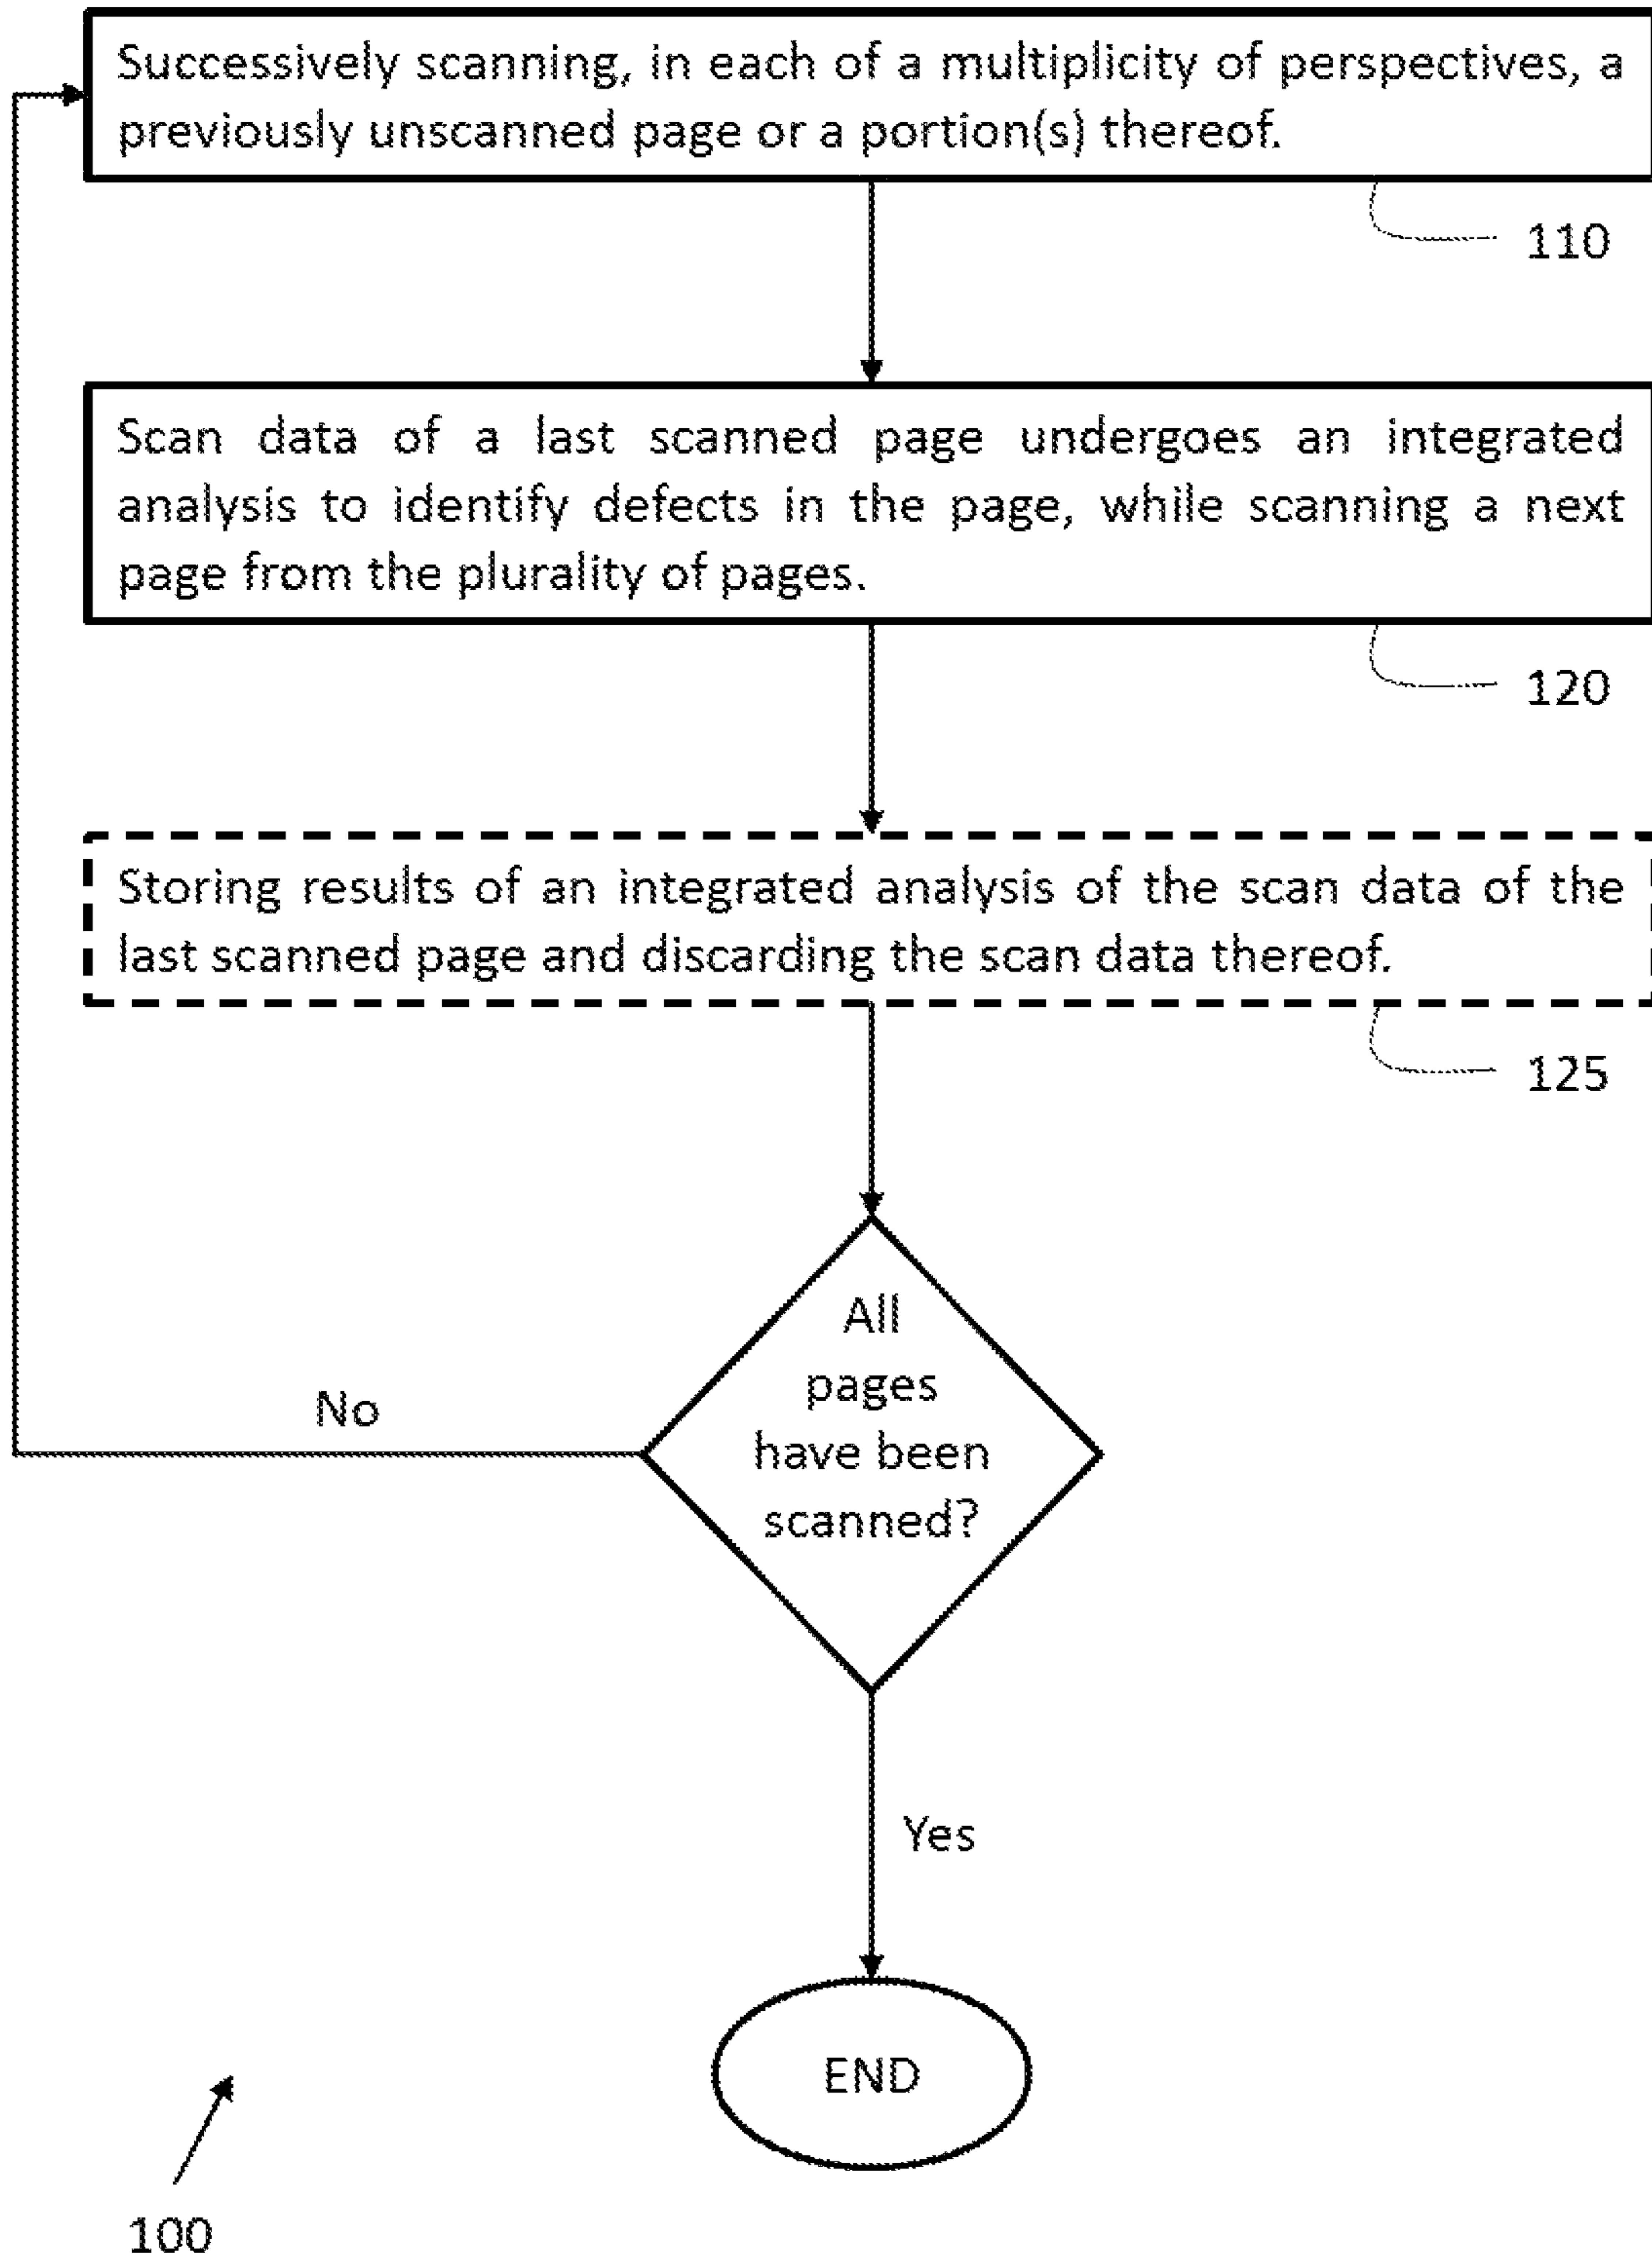 Successively scanning, in each of a multiplicity of perspectives, a
previously unscanned page or a portion(s) thereof.
110
Scan data of a last scanned page undergoes an integrated
analysis to identify defects in the page, while scanning a next
page from the plurality of pages.
120
Storing results of an integrated analysis of the scan data of the
last scanned page and discarding the scan data thereof.
125
All
pages
have been
scanned?
No
Yes
END
100